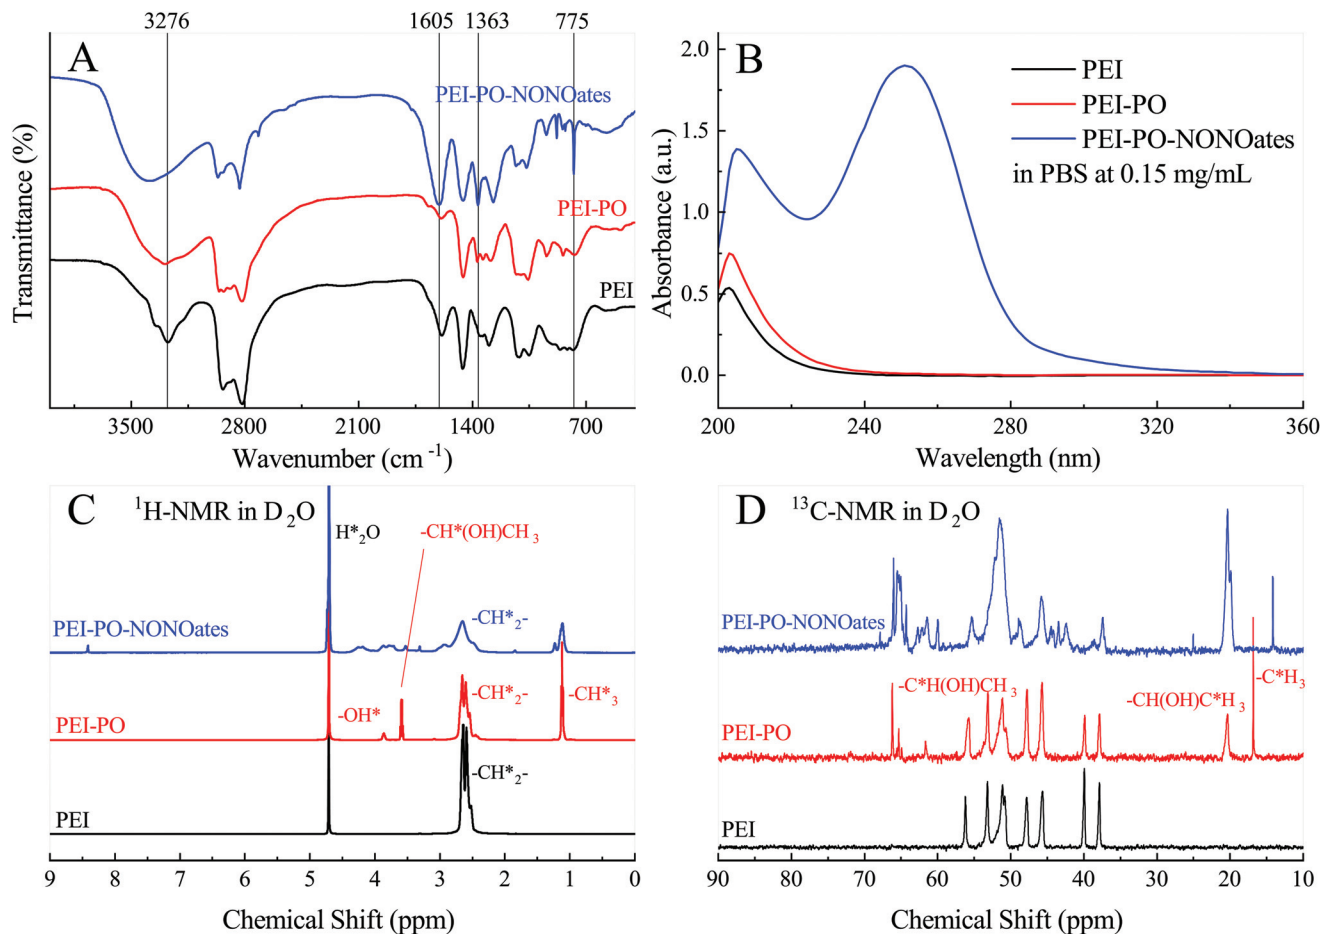 3276 1605 1363 775
A
PEI-PO-NONOates
PEI-PO
PEI
Transmittance (%)
3500 2800 2100 1400 700
Wavenumber (cm⁻¹)
B
PEI
PEI-PO
PEI-PO-NONOates
in PBS at 0.15 mg/mL
Absorbance (a.u.)
2.0
1.5
1.0
0.5
0.0
200 240 280 320 360
Wavelength (nm)
C
¹H-NMR in D₂O
H*₂O
-CH*(OH)CH₃
PEI-PO-NONOates
-CH*₂-
-OH*
-CH*₂-
-CH*₃
PEI-PO
-CH*₂-
PEI
9 8 7 6 5 4 3 2 1 0
Chemical Shift (ppm)
D
¹³C-NMR in D₂O
PEI-PO-NONOates
-C*H(OH)CH₃
-C*H₃
-CH(OH)C*H₃
PEI-PO
PEI
90 80 70 60 50 40 30 20 10
Chemical Shift (ppm)